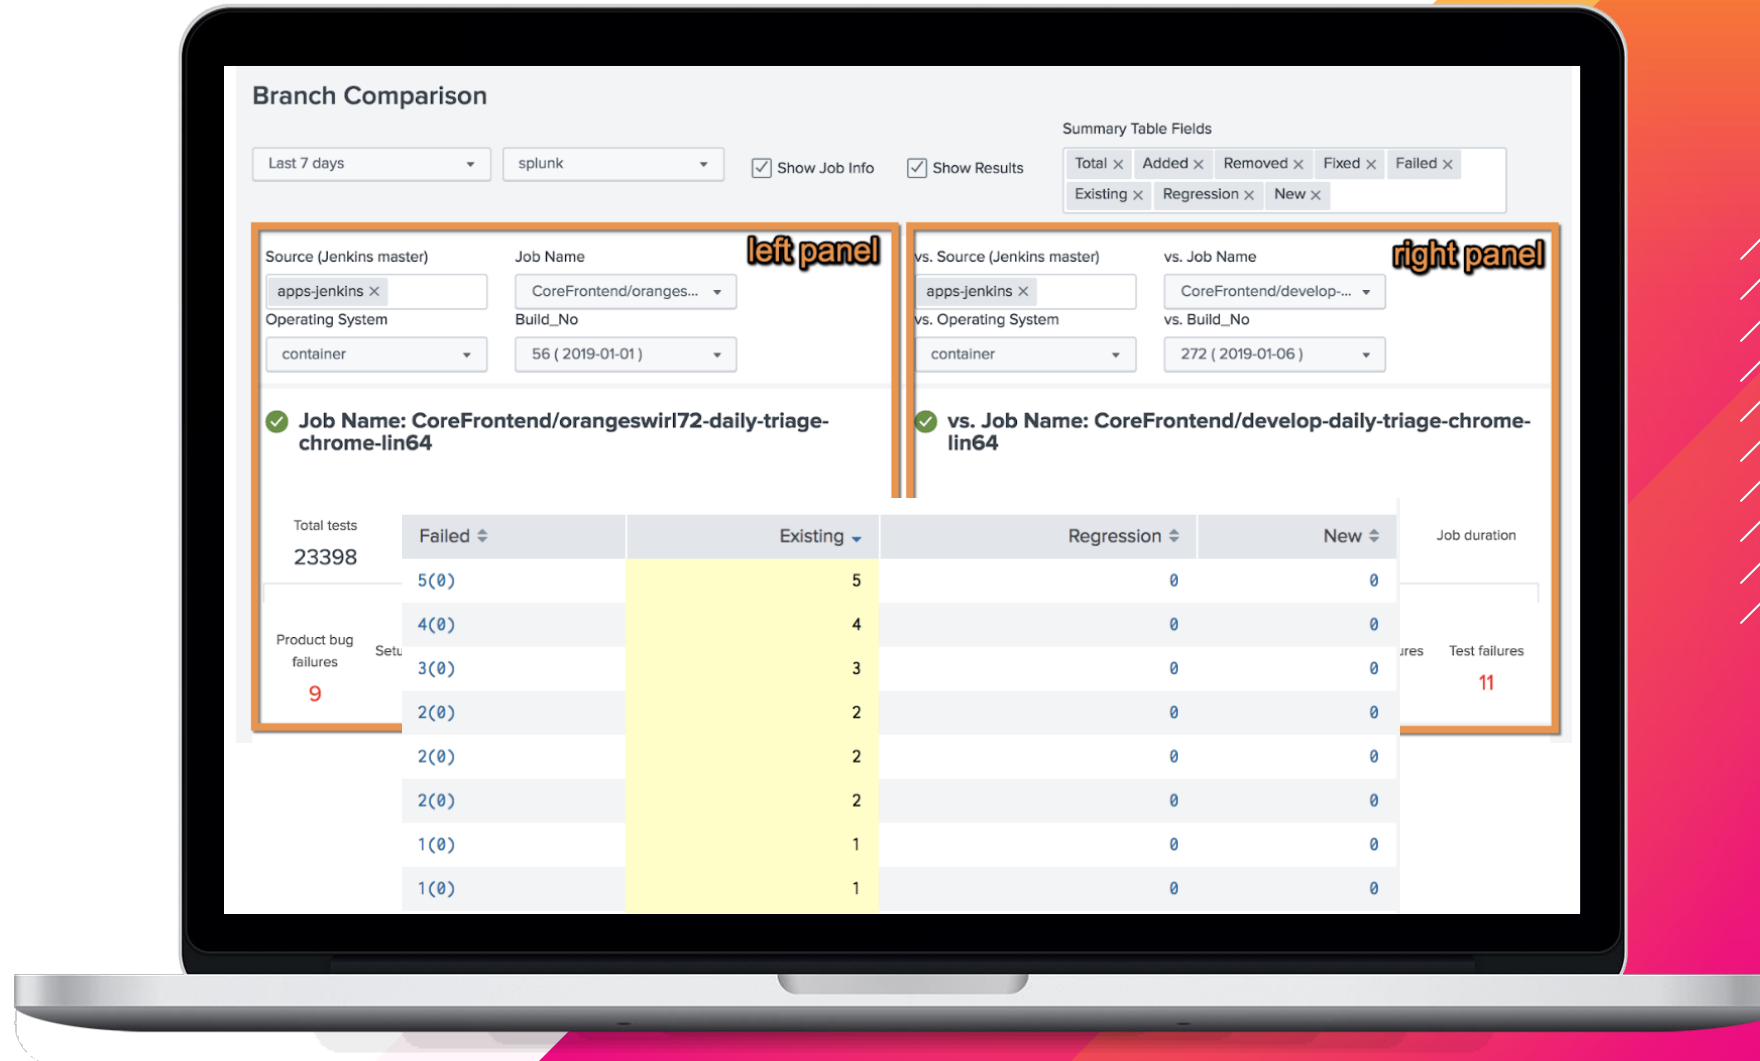 Branch Comparison
Summary Table Fields
Last 7 days
splunk
Show Job Info
Show Results
Total × Added × Removed × Fixed × Failed ×
Existing × Regression × New ×
left panel
Source (Jenkins master)
Job Name
apps-jenkins ×
CoreFrontend/oranges...
Operating System
Build_No
container
56 ( 2019-01-01 )
Job Name: CoreFrontend/orangeswirl72-daily-triage-
chrome-lin64
right panel
vs. Source (Jenkins master)
vs. Job Name
apps-jenkins ×
CoreFrontend/develop-...
vs. Operating System
vs. Build_No
container
272 ( 2019-01-06 )
vs. Job Name: CoreFrontend/develop-daily-triage-chrome-
lin64
Total tests
23398
Product bug
failures
9
Failed Existing Regression New
5(0) 5 0 0
4(0) 4 0 0
3(0) 3 0 0
2(0) 2 0 0
2(0) 2 0 0
2(0) 2 0 0
1(0) 1 0 0
1(0) 1 0 0
Job duration
Test failures
11